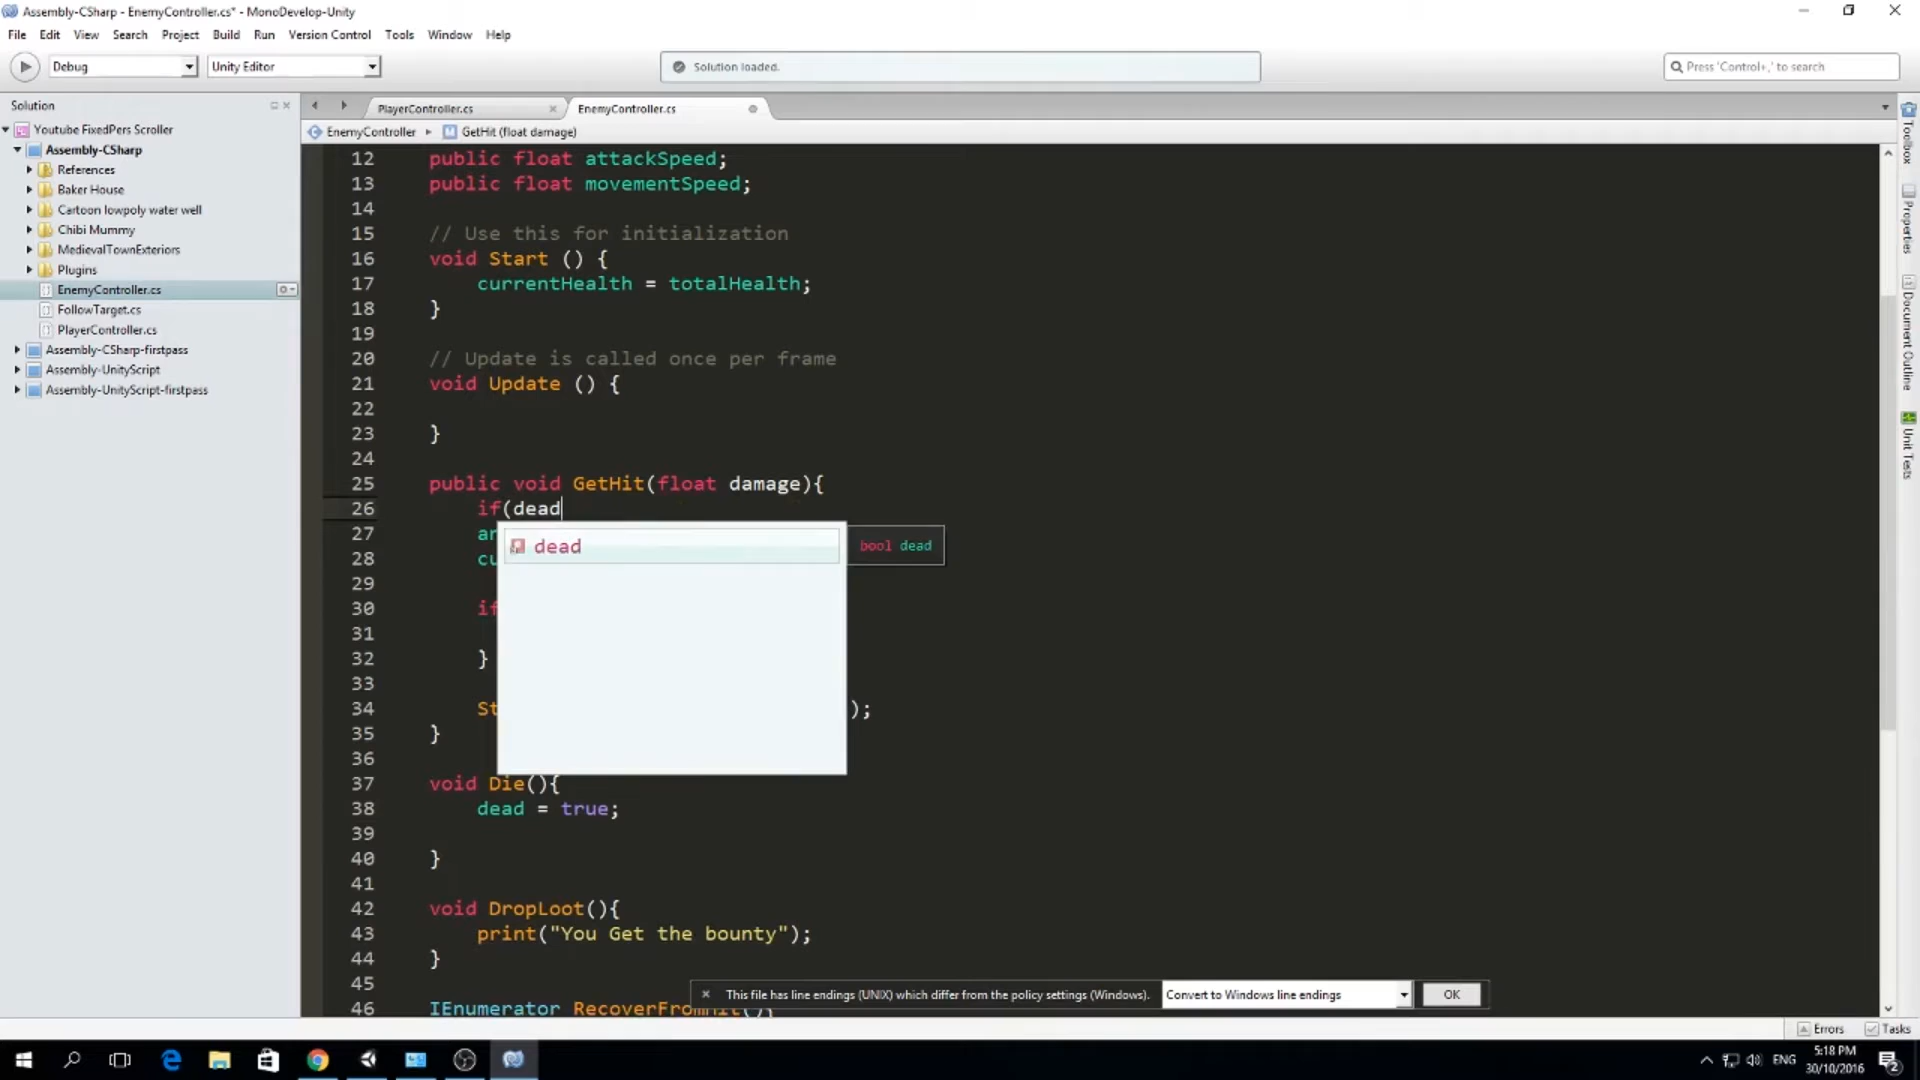 Assembly-CSharp - EnemyController.cs* - MonoDevelop-Unity
File Edit View Search Project Build Run Version Control Tools Window Help
Debug Unity Editor Solution loaded. Press 'Control+,' to search
Solution
PlayerController.cs EnemyController.cs
EnemyController GetHit (float damage)
Youtube FixedPers Scroller
Assembly-CSharp
References
Baker House
Cartoon lowpoly water well
Chibi Mummy
MedievalTownExteriors
Plugins
EnemyController.cs
FollowTarget.cs
PlayerController.cs
Assembly-CSharp-firstpass
Assembly-UnityScript
Assembly-UnityScript-firstpass
12 public float attackSpeed;
13 public float movementSpeed;
14
15 // Use this for initialization
16 void Start () {
17 currentHealth = totalHealth;
18 }
19
20 // Update is called once per frame
21 void Update () {
22
23 }
24
25 public void GetHit(float damage){
26 if(dead
27 an
28 cu
29
30 if
31
32 }
33
34 St );
35 }
36
37 void Die(){
38 dead = true;
39
40 }
41
42 void DropLoot(){
43 print("You Get the bounty");
44 }
45
46 IEnumerator RecoverFromHit(){
dead
bool dead
This file has line endings (UNIX) which differ from the policy settings (Windows). Convert to Windows line endings OK
Toolbox
Properties
Document Outline
Unit Tests
Errors Tasks
ENG
5:18 PM
30/10/2016
2